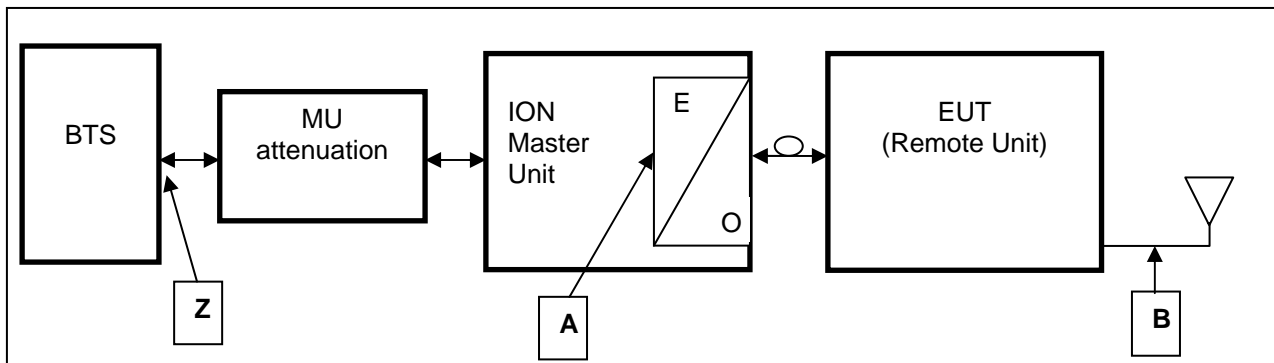 BTS
MU
attenuation
ION
Master
Unit
E
O
EUT
(Remote Unit)
Z
A
B